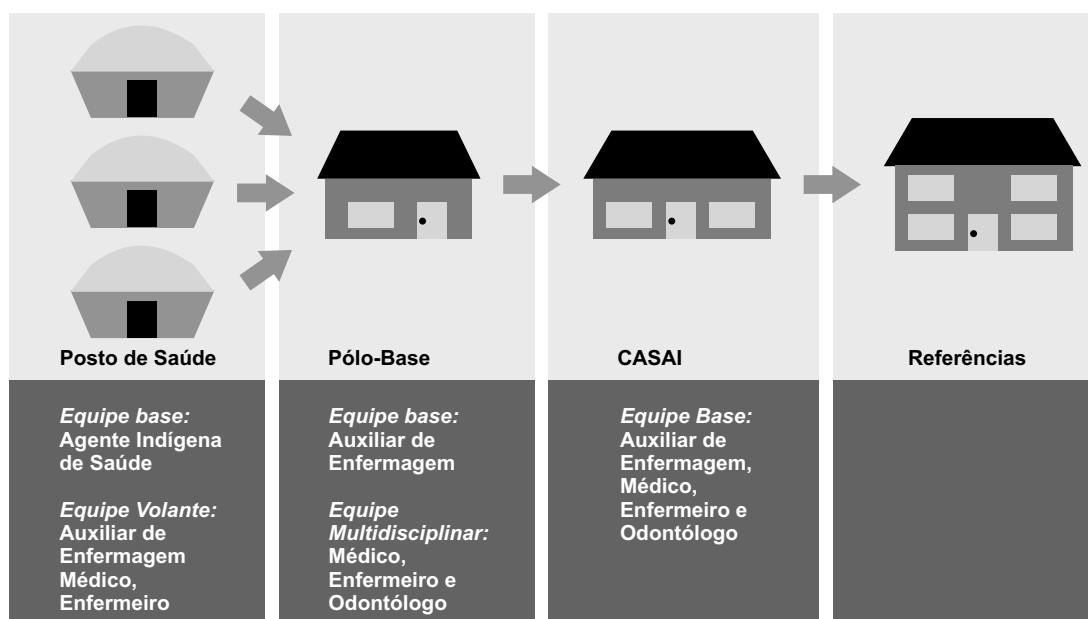 Posto de Saúde
Equipe base:
Agente Indígena
de Saúde
Equipe Volante:
Auxiliar de
Enfermagem
Médico,
Enfermeiro
Pólo-Base
Equipe base:
Auxiliar de
Enfermagem
Equipe
Multidisciplinar:
Médico,
Enfermeiro e
Odontólogo
CASAI
Equipe Base:
Auxiliar de
Enfermagem,
Médico,
Enfermeiro e
Odontólogo
Referências